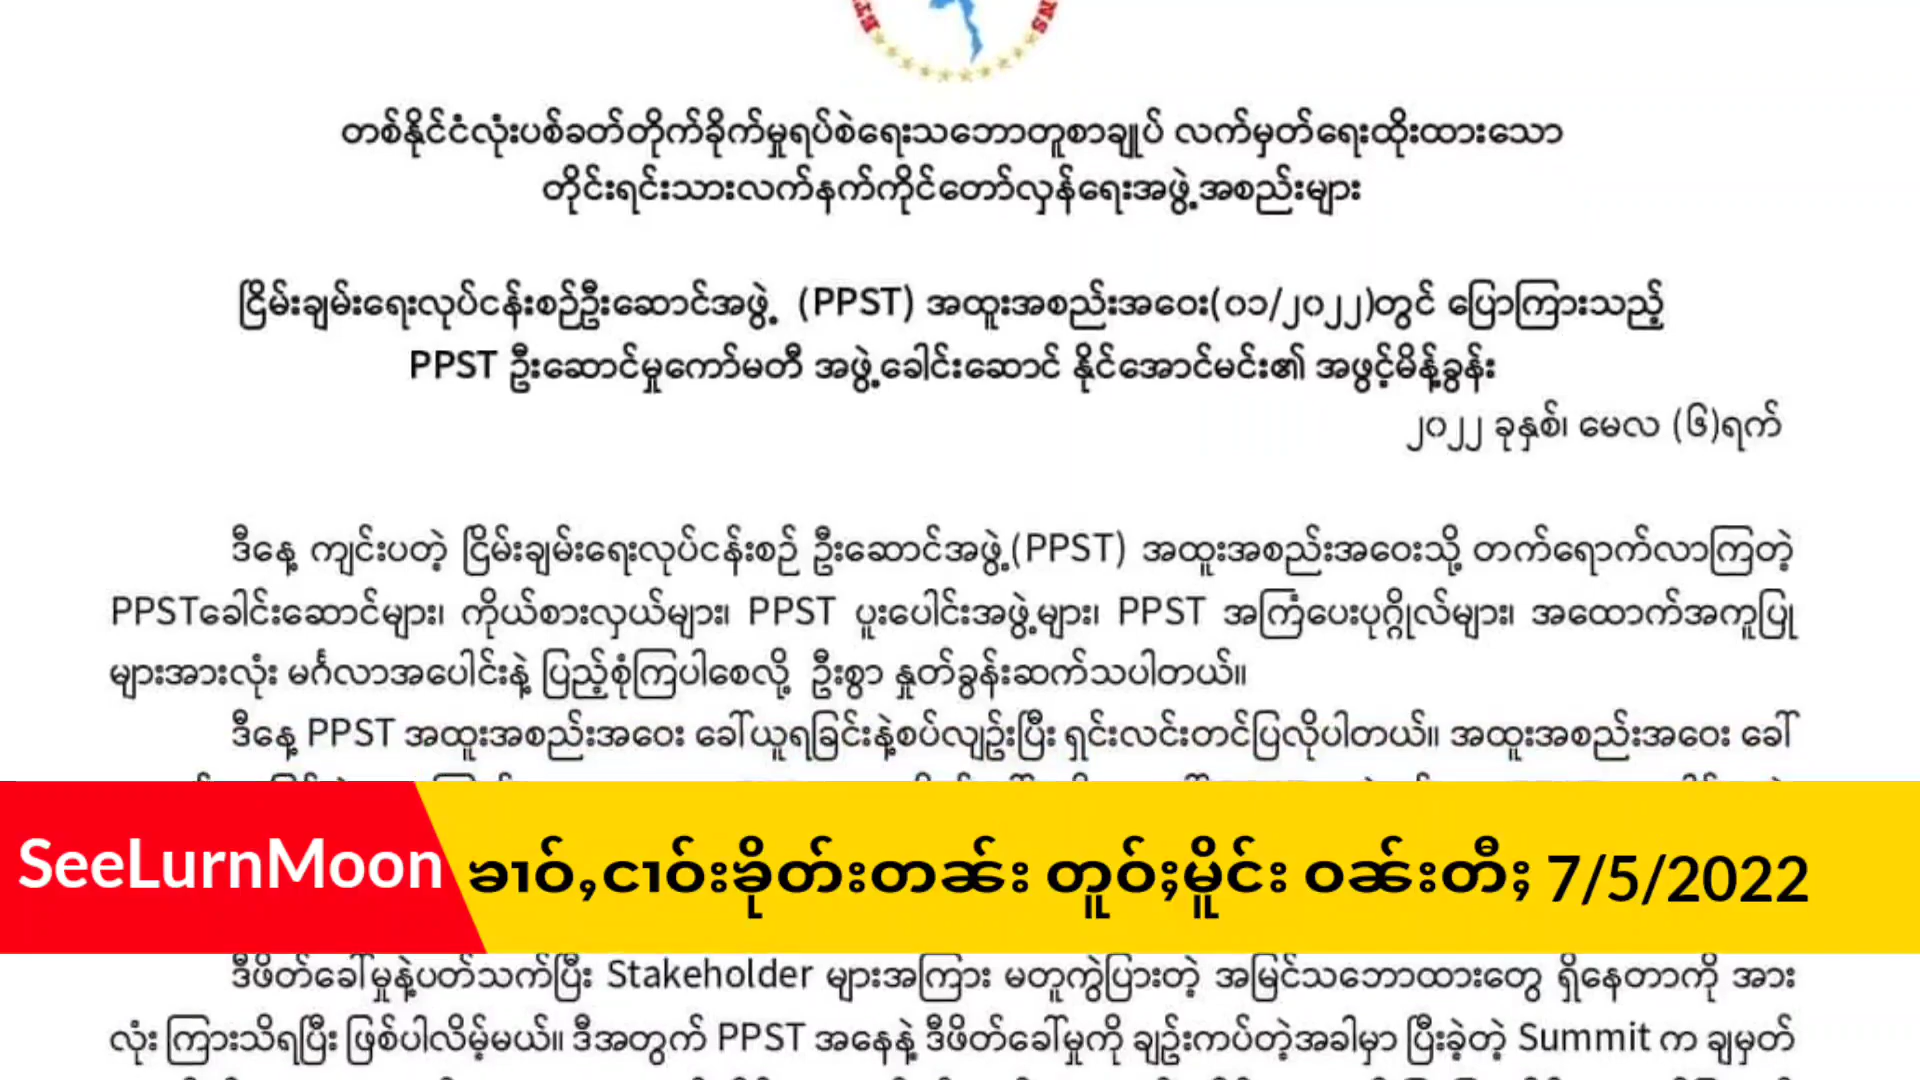 NS
တစ်နိုင်ငံလုံးပစ်ခတ်တိုက်ခိုက်မှုရပ်စဲရေးသဘောတူစာချုပ် လက်မှတ်ရေးထိုးထားသော
တိုင်းရင်းသားလက်နက်ကိုင်တော်လှန်ရေးအဖွဲ့အစည်းများ
ငြိမ်းချမ်းရေးလုပ်ငန်းစဉ်ဦးဆောင်အဖွဲ့ (PPST) အထူးအစည်းအဝေး(၀၁/၂၀၂၂)တွင် ပြောကြားသည့်
PPST ဦးဆောင်မှုကော်မတီ အဖွဲ့ခေါင်းဆောင် နိုင်အောင်မင်း၏ အဖွင့်မိန့်ခွန်း
၂၀၂၂ ခုနှစ်၊ မေလ (၆)ရက်
ဒီနေ့ ကျင်းပတဲ့ ငြိမ်းချမ်းရေးလုပ်ငန်းစဉ် ဦးဆောင်အဖွဲ့(PPST) အထူးအစည်းအဝေးသို့ တက်ရောက်လာကြတဲ့
PPSTခေါင်းဆောင်များ၊ ကိုယ်စားလှယ်များ၊ PPST ပူးပေါင်းအဖွဲ့များ၊ PPST အကြံပေးပုဂ္ဂိုလ်များ၊ အထောက်အကူပြု
များအားလုံး မင်္ဂလာအပေါင်းနဲ့ ပြည့်စုံကြပါစေလို့ ဦးစွာ နှုတ်ခွန်းဆက်သပါတယ်။
ဒီနေ့ PPST အထူးအစည်းအဝေး ခေါ်ယူရခြင်းနဲ့စပ်လျဉ်းပြီး ရှင်းလင်းတင်ပြလိုပါတယ်။ အထူးအစည်းအဝေး ခေါ်
SeeLurnMoon ၶၢဝ်ႇငၢဝ်းၶိုတ်းတၼ်း တူဝ်ႈမိူင်း ဝၼ်းတီႈ 7/5/2022
ဒီဖိတ်ခေါ်မှုနဲ့ပတ်သက်ပြီး Stakeholder များအကြား မတူကွဲပြားတဲ့ အမြင်သဘောထားတွေ ရှိနေတာကို အား
လုံး ကြားသိရပြီး ဖြစ်ပါလိမ့်မယ်။ ဒီအတွက် PPST အနေနဲ့ ဒီဖိတ်ခေါ်မှုကို ချဉ်းကပ်တဲ့အခါမှာ ပြီးခဲ့တဲ့ Summit က ချမှတ်